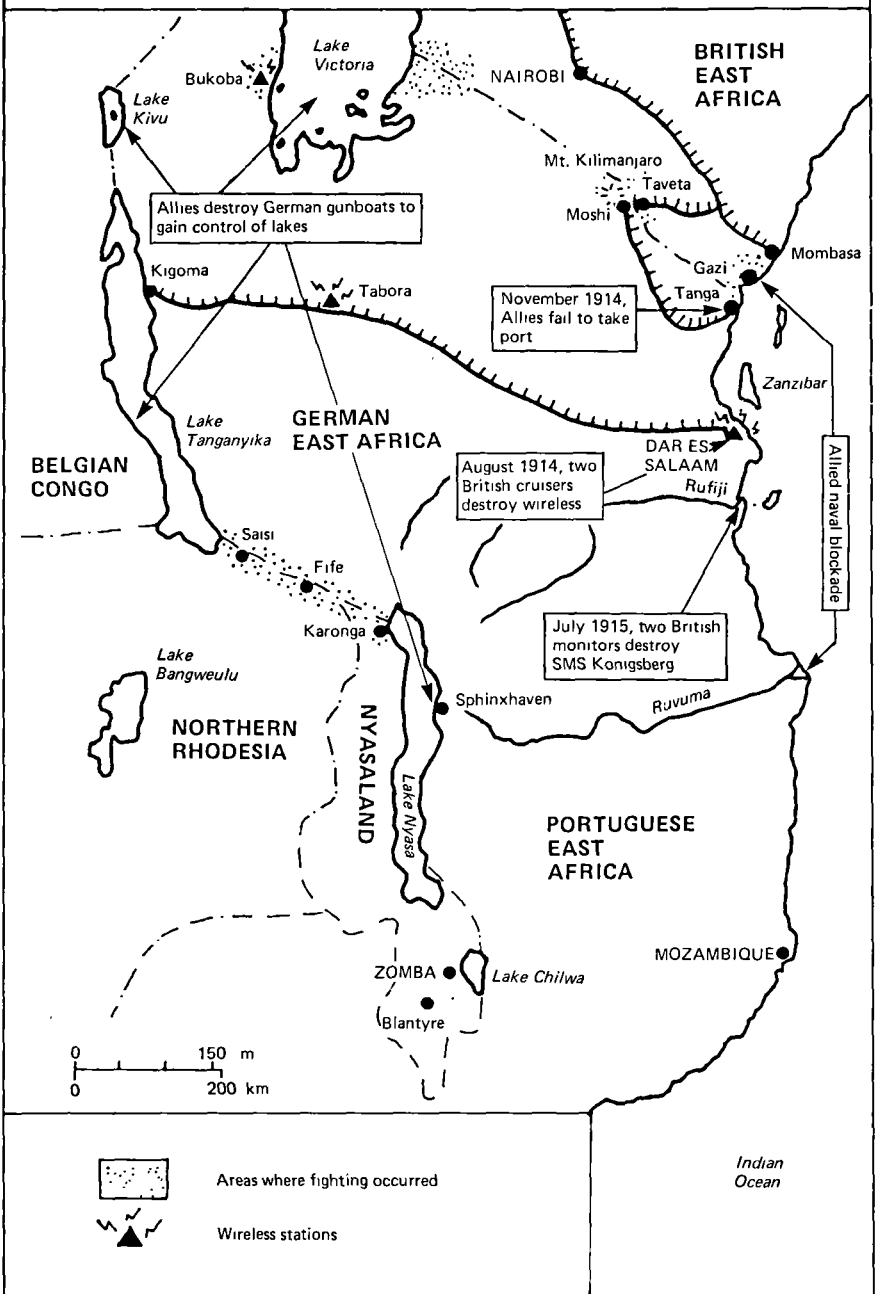 Lake
Victoria
Bukoba
NAIROBI
BRITISH
EAST
AFRICA
Lake
Kivu
Mt. Kilimanjaro
Taveta
Moshi
Allies destroy German gunboats to
gain control of lakes
Mombasa
Gazi
Kigoma
Tabora
Tanga
November 1914,
Allies fail to take
port
Zanzibar
Lake
Tanganyika
GERMAN
EAST AFRICA
DAR ES
SALAAM
BELGIAN
CONGO
August 1914, two
British cruisers
destroy wireless
Rufiji
Allied naval blockade
Saisi
Fife
Karonga
July 1915, two British
monitors destroy
SMS Konigsberg
Lake
Bangweulu
Sphinxhaven
Ruvuma
NORTHERN
RHODESIA
NYASALAND
Lake Nyasa
PORTUGUESE
EAST
AFRICA
MOZAMBIQUE
ZOMBA
Lake Chilwa
Blantyre
0 150 m
0 200 km
Areas where fighting occurred
Wireless stations
Indian
Ocean